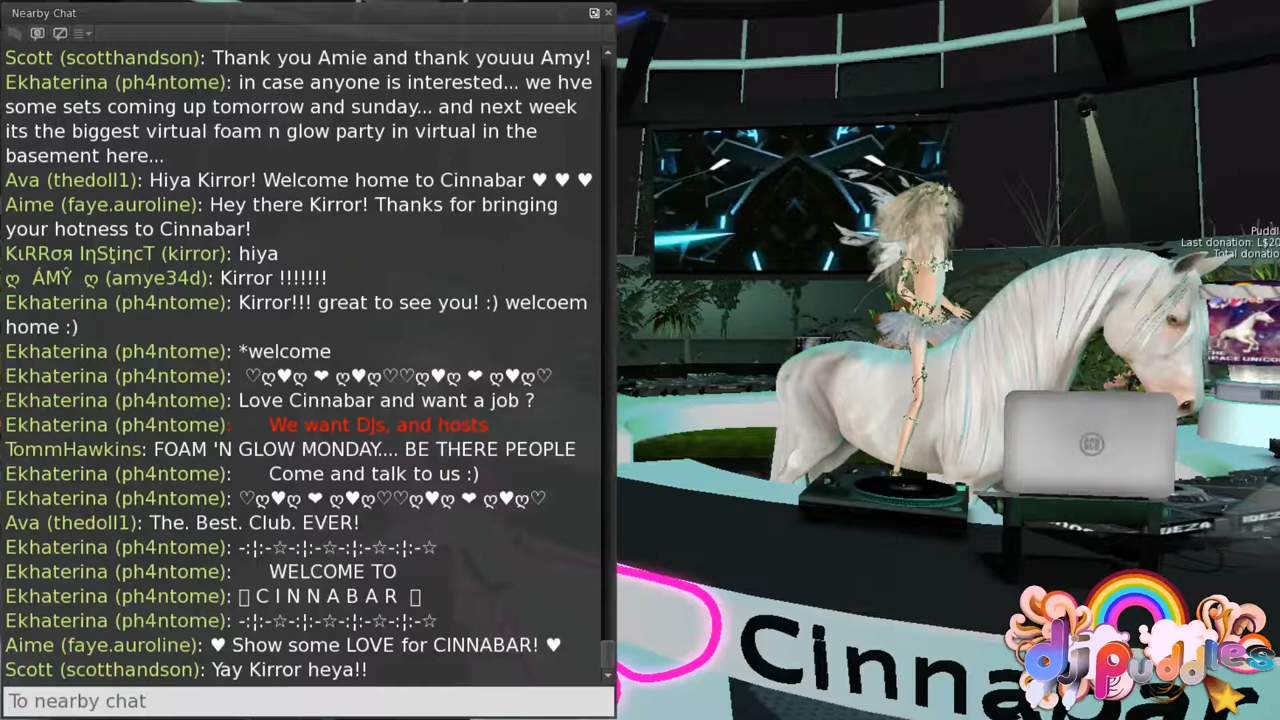 Nearby Chat
Scott (scotthandson): Thank you Amie and thank youuu Amy!
Ekhaterina (ph4ntome): in case anyone is interested... we hve
some sets coming up tomorrow and sunday... and next week
its the biggest virtual foam n glow party in virtual in the
basement here...
Ava (thedoll1): Hiya Kirror! Welcome home to Cinnabar ♥ ♥ ♥
Aime (faye.auroline): Hey there Kirror! Thanks for bringing
your hotness to Cinnabar!
KιRRσя IηSţiηcT (kirror): hiya
ღ ÁMŶ ღ (amye34d): Kirror !!!!!!!
Ekhaterina (ph4ntome): Kirror!!! great to see you! :) welcoem
home :)
Ekhaterina (ph4ntome): *welcome
Ekhaterina (ph4ntome): ♡ღ♥ღ ❤ ღ♥ღ♡♡ღ♥ღ ❤ ღ♥ღ♡
Ekhaterina (ph4ntome): Love Cinnabar and want a job ?
Ekhaterina (ph4ntome): We want DJs, and hosts
TommHawkins: FOAM 'N GLOW MONDAY.... BE THERE PEOPLE
Ekhaterina (ph4ntome): Come and talk to us :)
Ekhaterina (ph4ntome): ♡ღ♥ღ ❤ ღ♥ღ♡♡ღ♥ღ ❤ ღ♥ღ♡
Ava (thedoll1): The. Best. Club. EVER!
Ekhaterina (ph4ntome): -:¦:-☆-:¦:-☆-:¦:-☆-:¦:-☆
Ekhaterina (ph4ntome): WELCOME TO
Ekhaterina (ph4ntome): C I N N A B A R
Ekhaterina (ph4ntome): -:¦:-☆-:¦:-☆-:¦:-☆-:¦:-☆
Aime (faye.auroline): ♥ Show some LOVE for CINNABAR! ♥
Scott (scotthandson): Yay Kirror heya!!
To nearby chat
Puddl
Last donation: L$20
Total donatio
THE
SPACE UNICO
GCD
Cinnabar
dj puddles